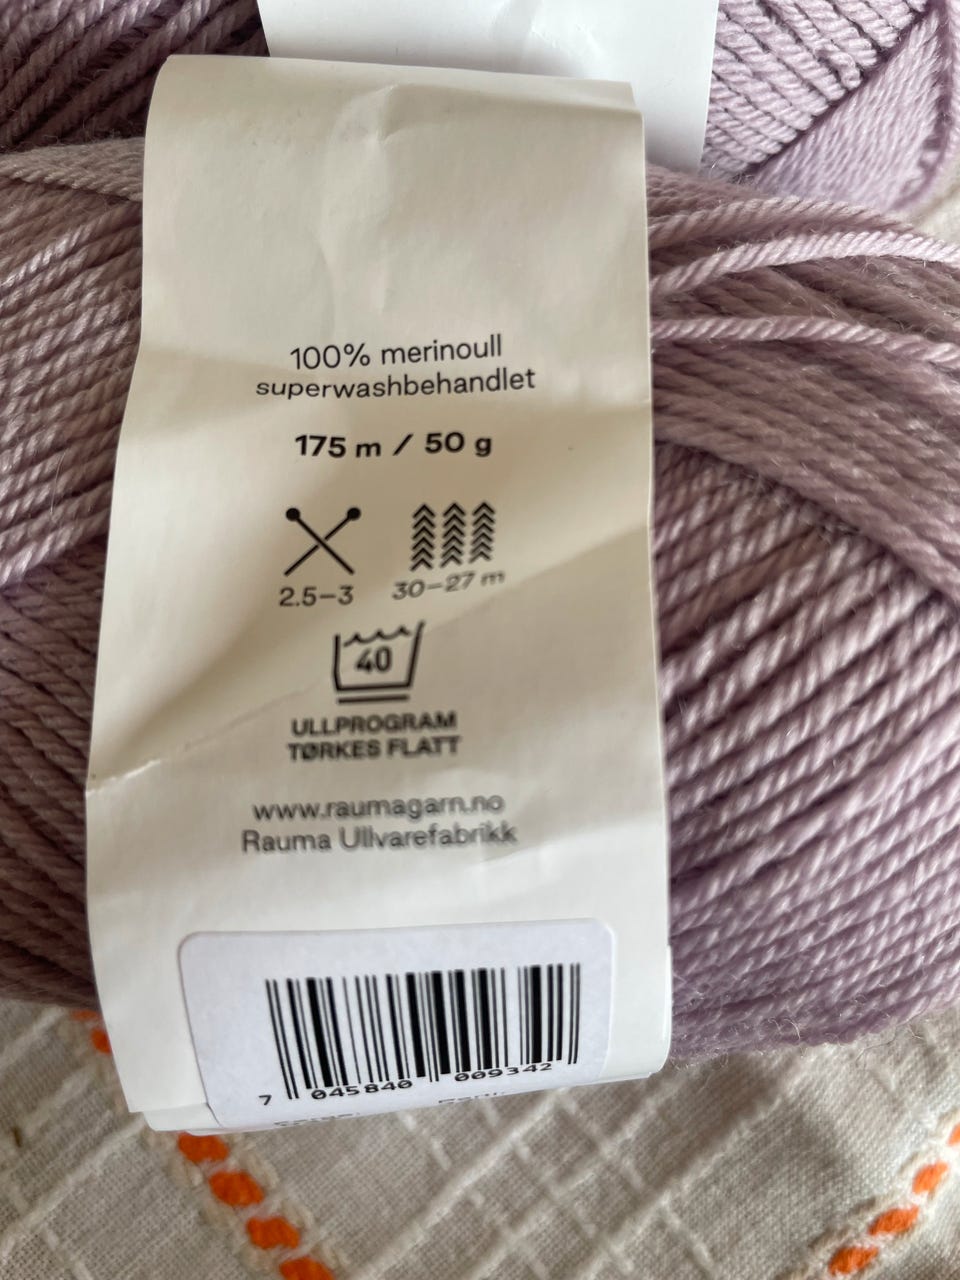 100% merinoull
superwashbehandlet
175 m / 50 g
2.5–3
30–27 m
40
ULLPROGRAM
TØRKES FLATT
www.raumagarn.no
Rauma Ullvarefabrikk
7 045840 009342